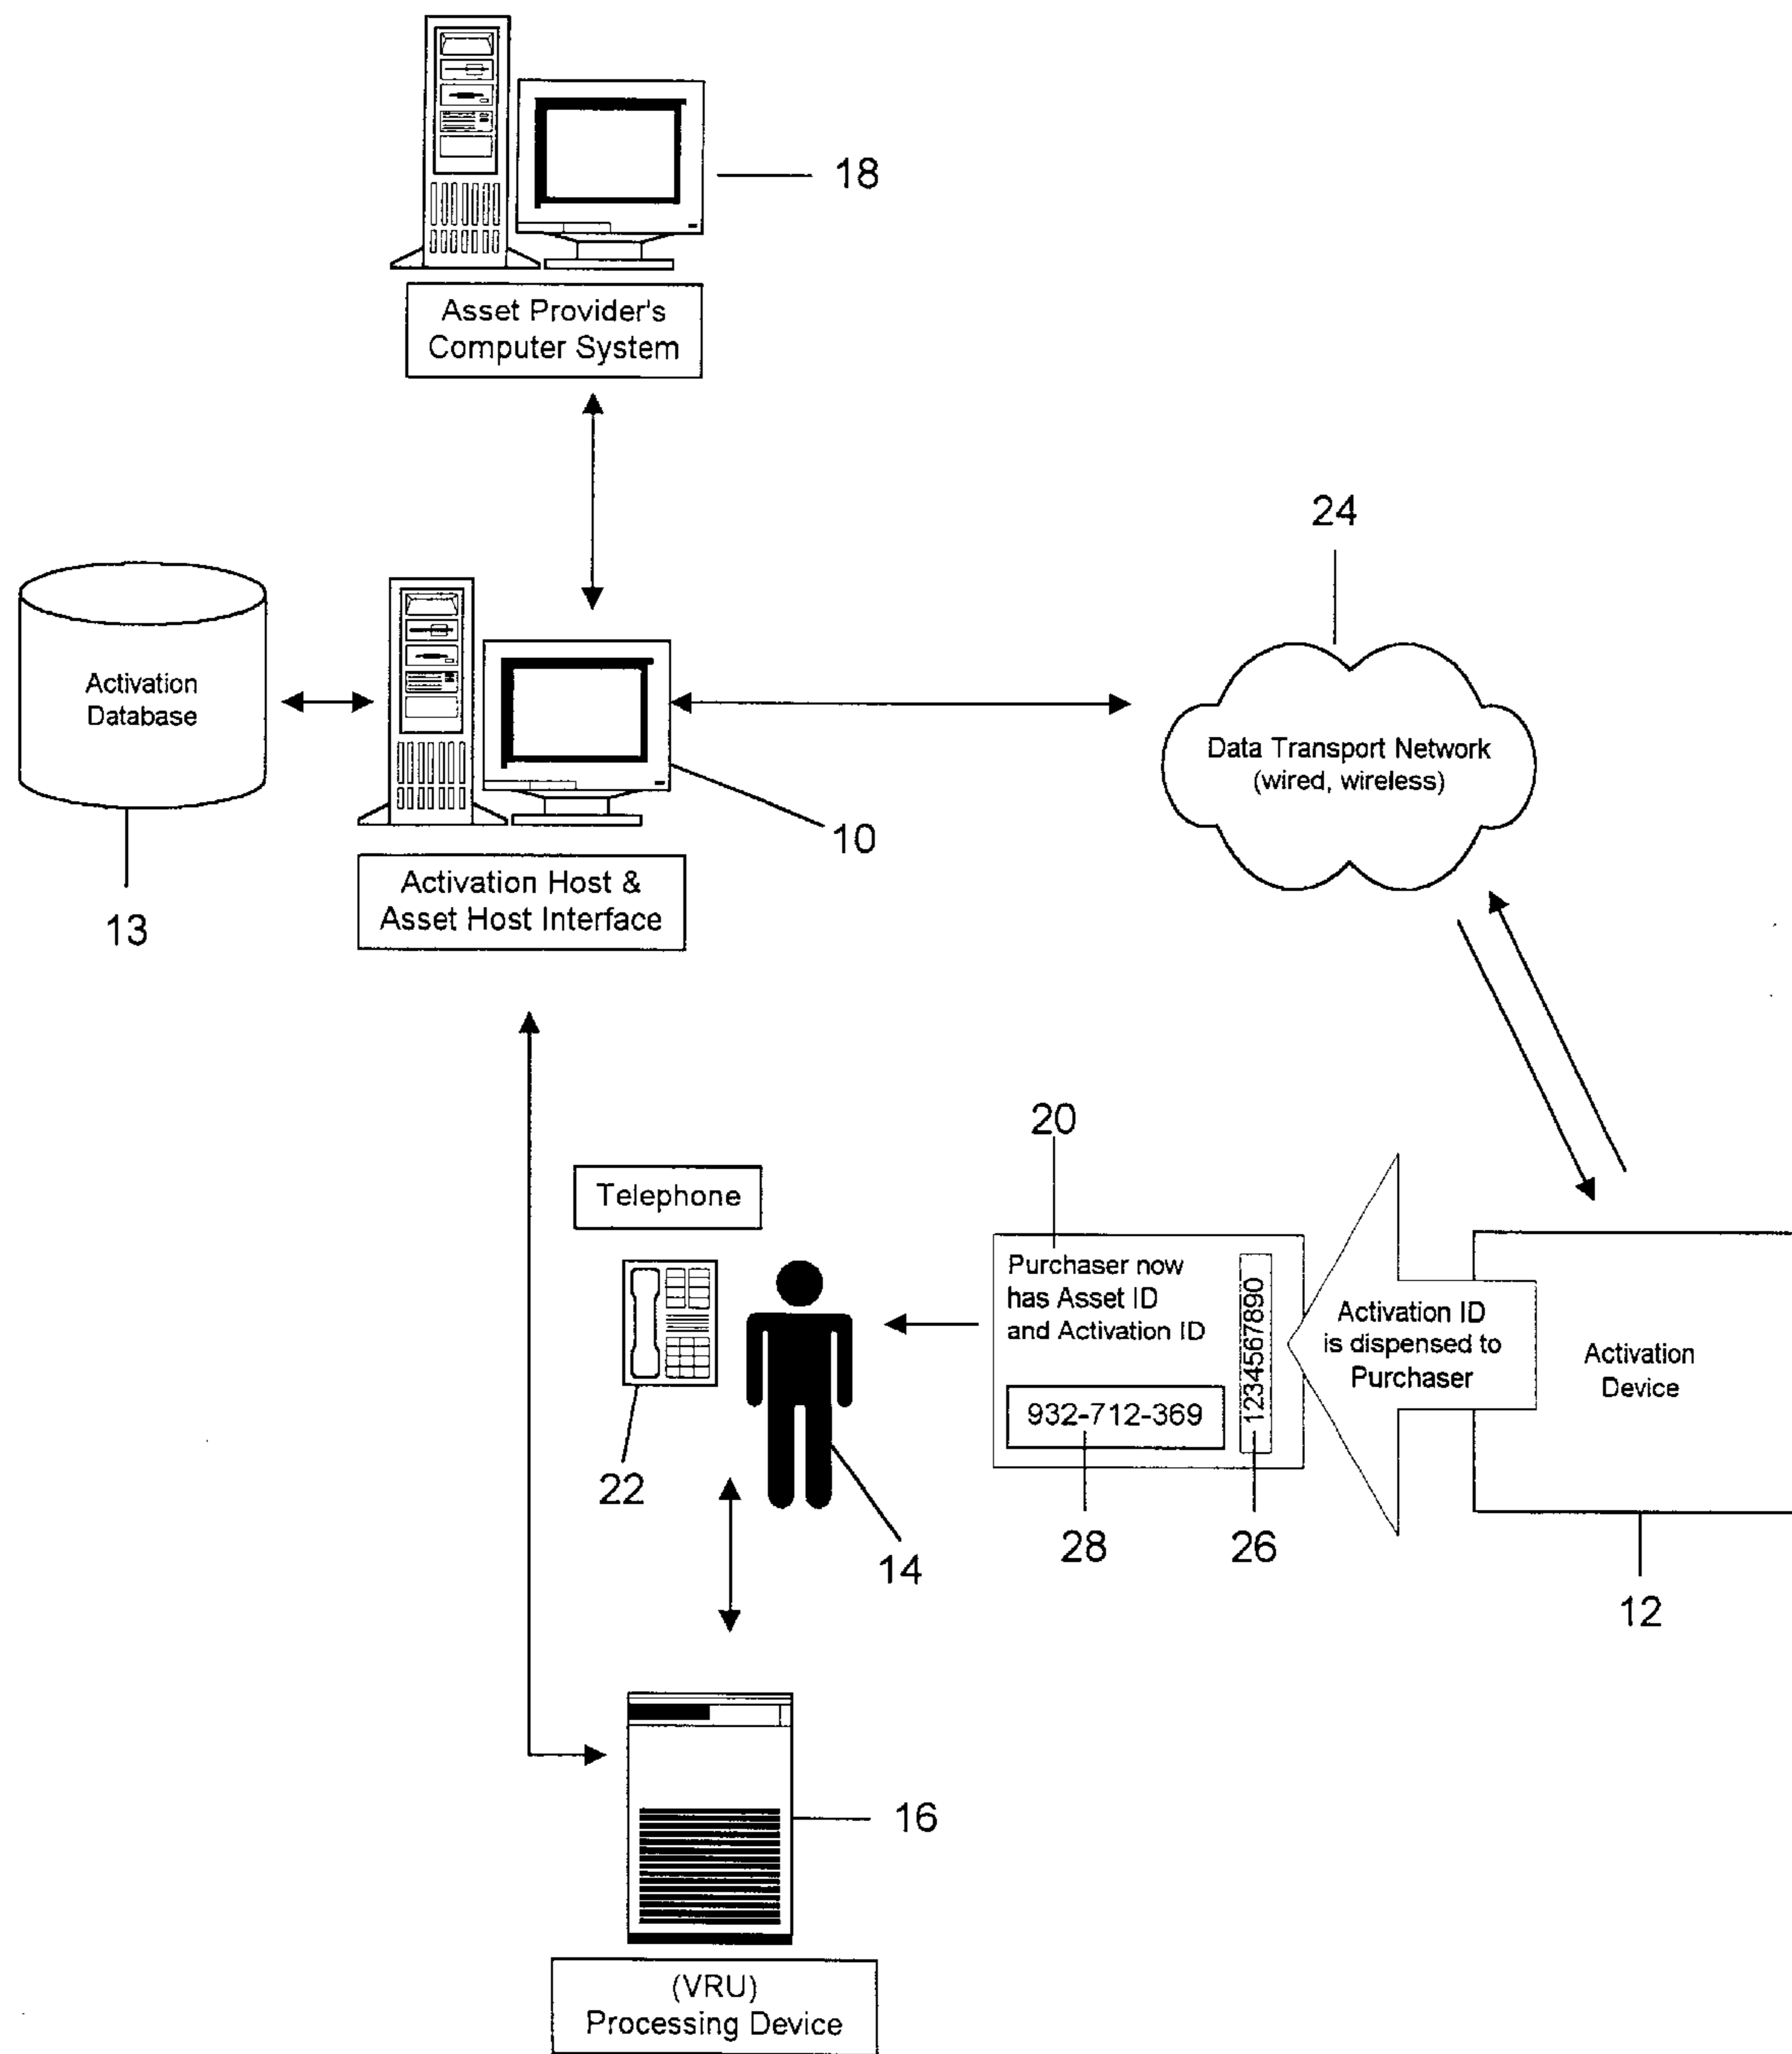 18
Asset Provider's
Computer System
24
Activation
Database
Data Transport Network
(wired, wireless)
10
13
Activation Host &
Asset Host Interface
20
Telephone
Purchaser now
has Asset ID
and Activation ID
1234567890
932-712-369
Activation ID
is dispensed to
Purchaser
Activation
Device
22
28
26
14
12
16
(VRU)
Processing Device